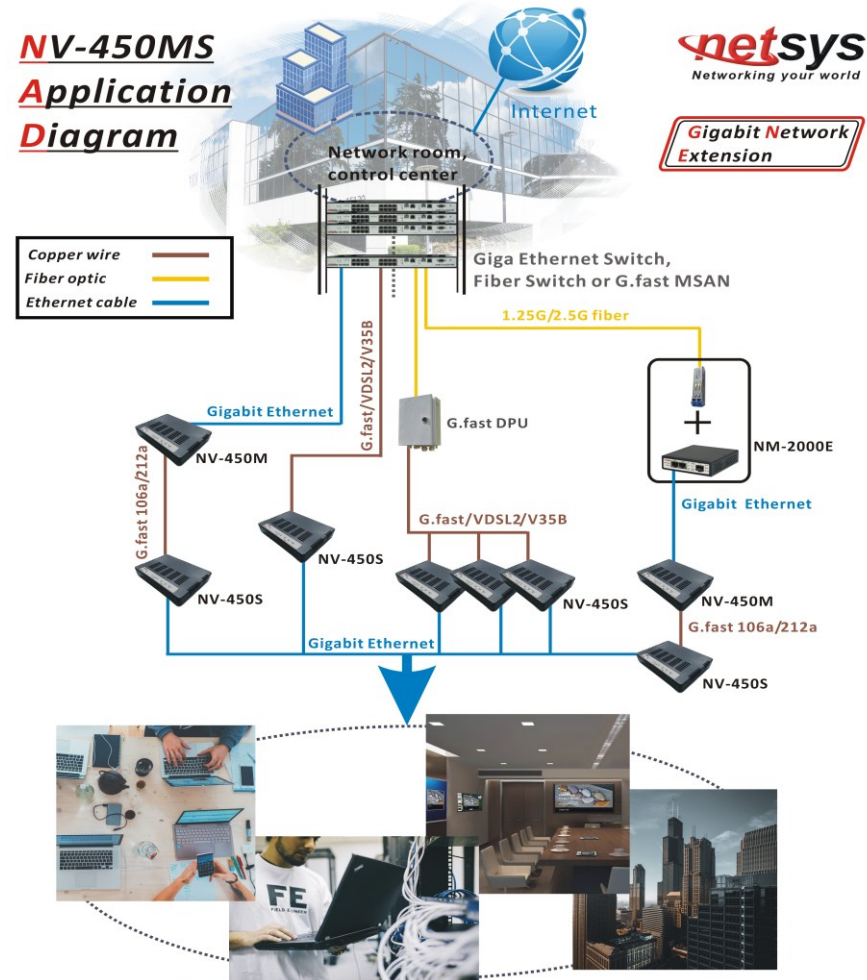 NV-450MS
Application
Diagram
Internet
netsys
Networking your world
Gigabit Network
Extension
Network room,
control center
Giga Ethernet Switch,
Fiber Switch or G.fast MSAN
Copper wire
Fiber optic
Ethernet cable
1.25G/2.5G fiber
G.fast/VDSL2/V35B
Gigabit Ethernet
G.fast DPU
NV-450M
NM-2000E
G.fast 106a/212a
Gigabit Ethernet
G.fast/VDSL2/V35B
NV-450S
NV-450S
NV-450S
NV-450M
G.fast 106a/212a
Gigabit Ethernet
NV-450S
FE